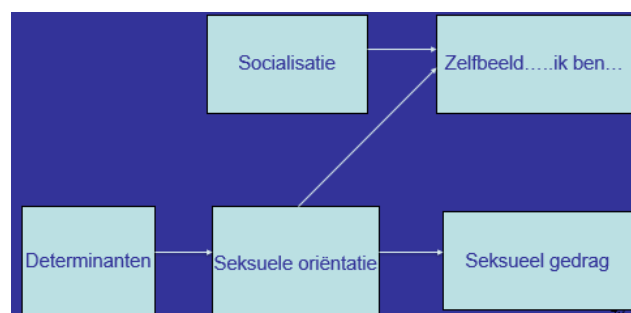 Socialisatie
Zelfbeeld…..ik ben…
Determinanten
Seksuele oriëntatie
Seksueel gedrag